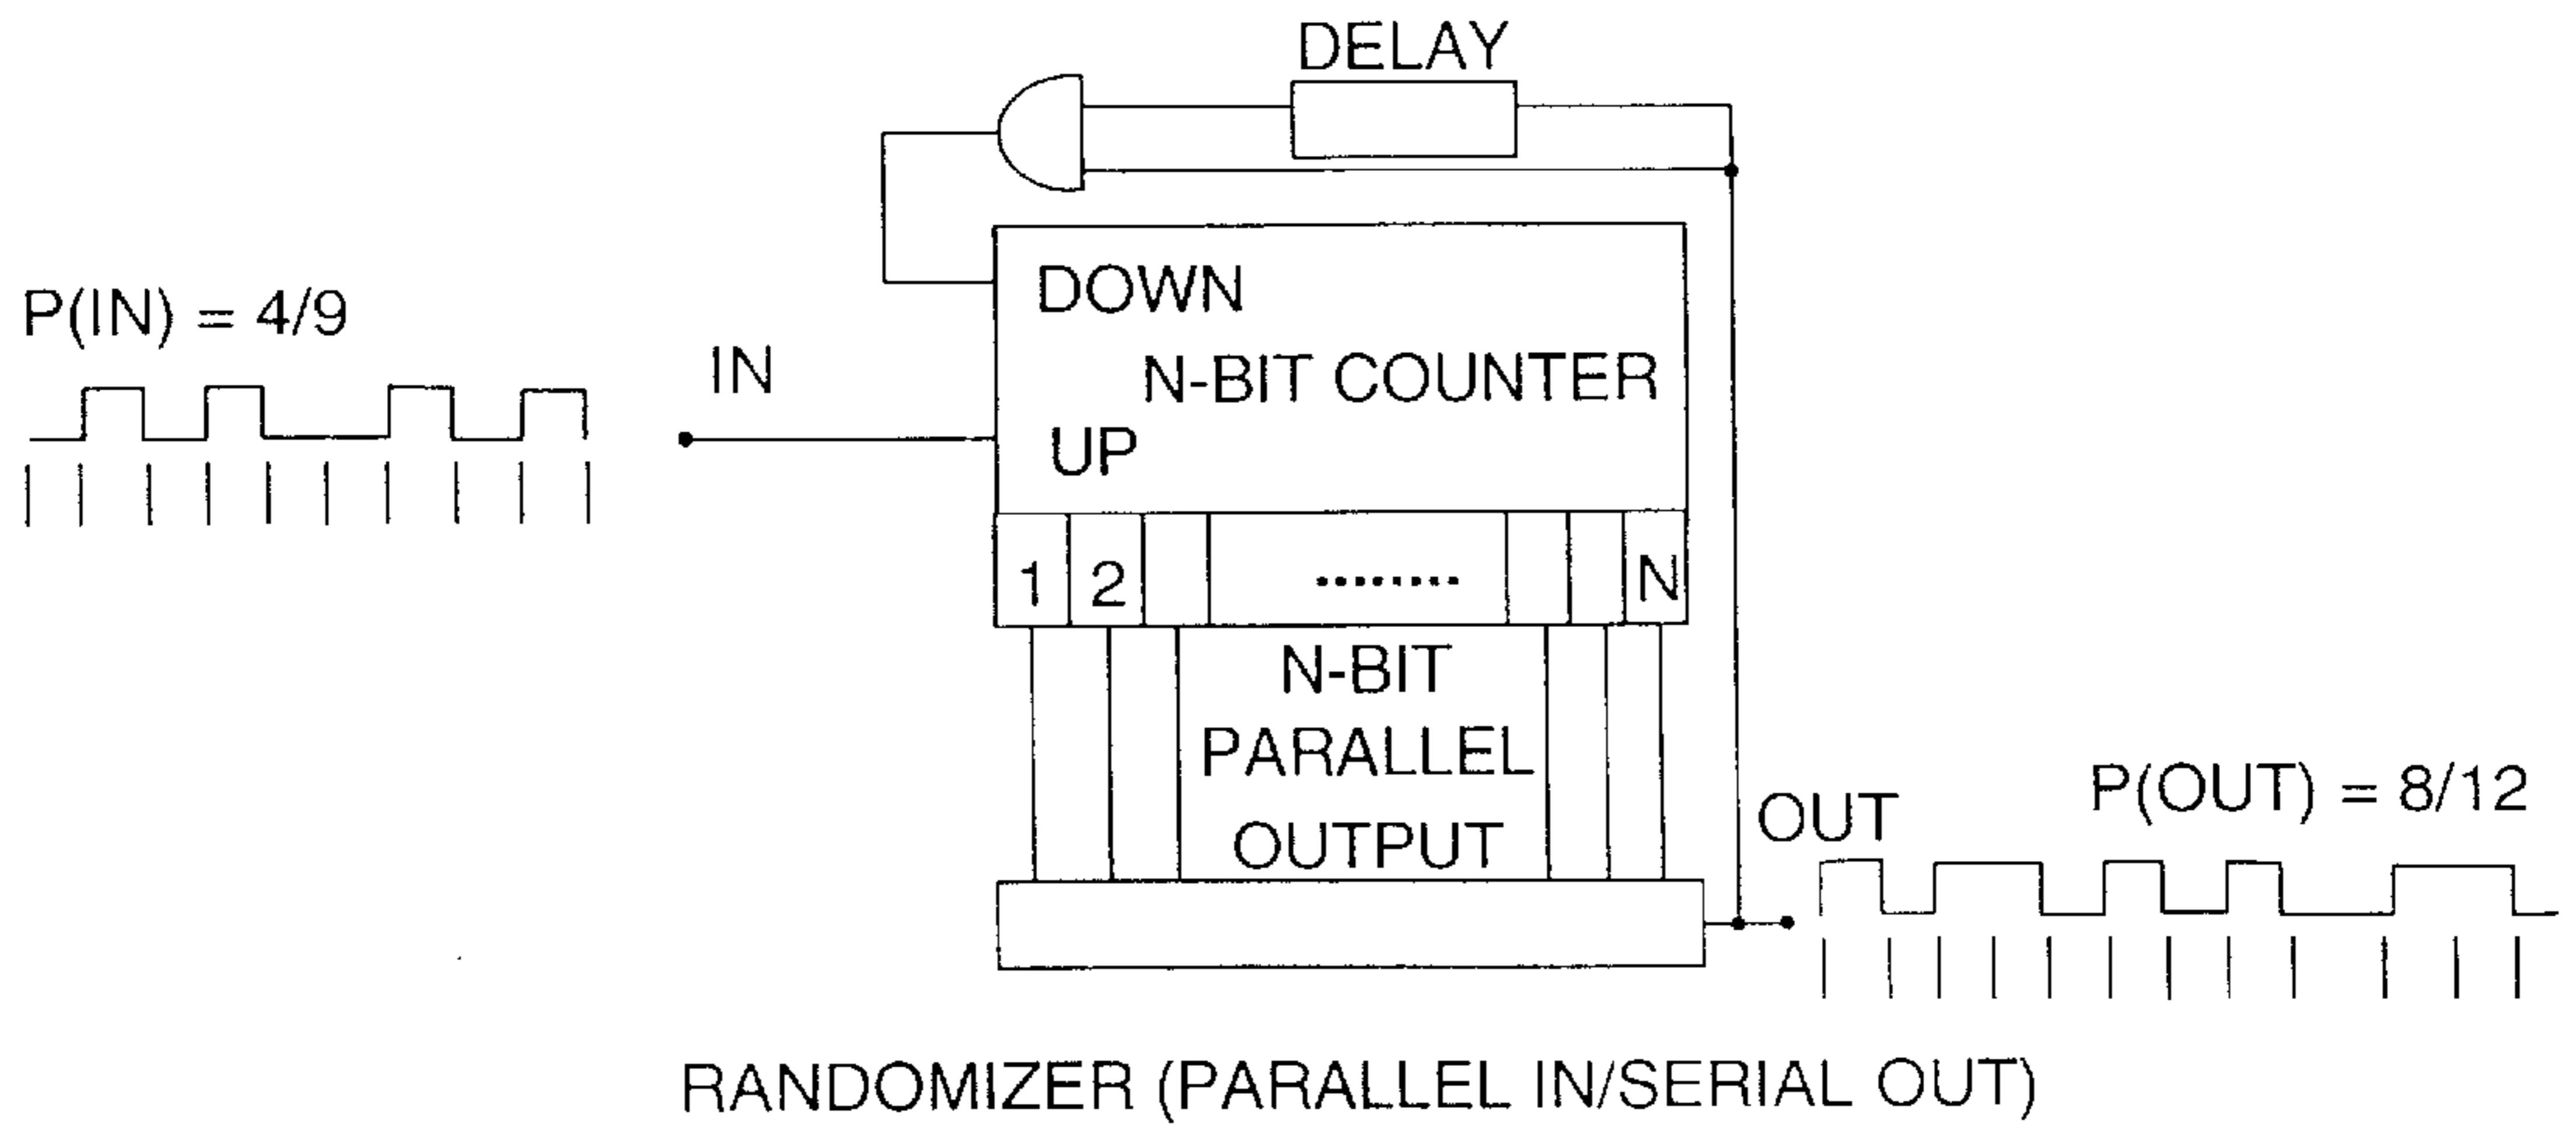 DELAY
P(IN) = 4/9
IN
DOWN
N-BIT COUNTER
UP
1 2 ........ N
N-BIT
PARALLEL
OUTPUT
OUT
P(OUT) = 8/12
RANDOMIZER (PARALLEL IN/SERIAL OUT)